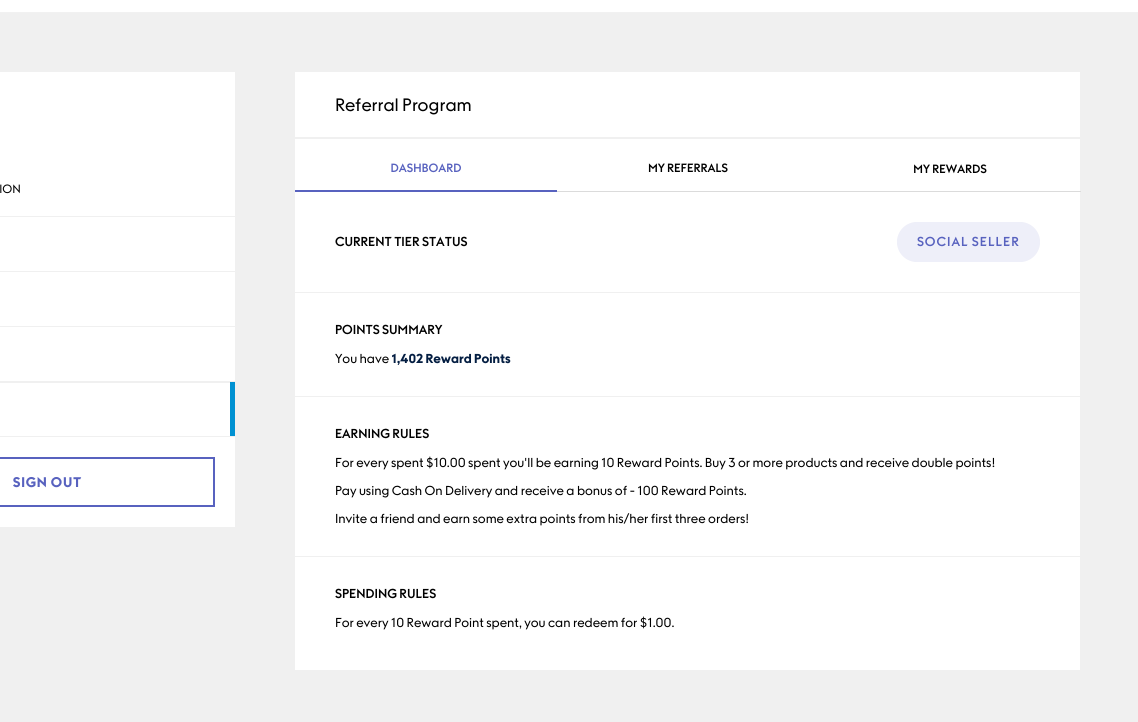 ION
SIGN OUT
Referral Program
DASHBOARD
MY REFERRALS
MY REWARDS
CURRENT TIER STATUS
SOCIAL SELLER
POINTS SUMMARY
You have 1,402 Reward Points
EARNING RULES
For every spent $10.00 spent you'll be earning 10 Reward Points. Buy 3 or more products and receive double points!
Pay using Cash On Delivery and receive a bonus of - 100 Reward Points.
Invite a friend and earn some extra points from his/her first three orders!
SPENDING RULES
For every 10 Reward Point spent, you can redeem for $1.00.